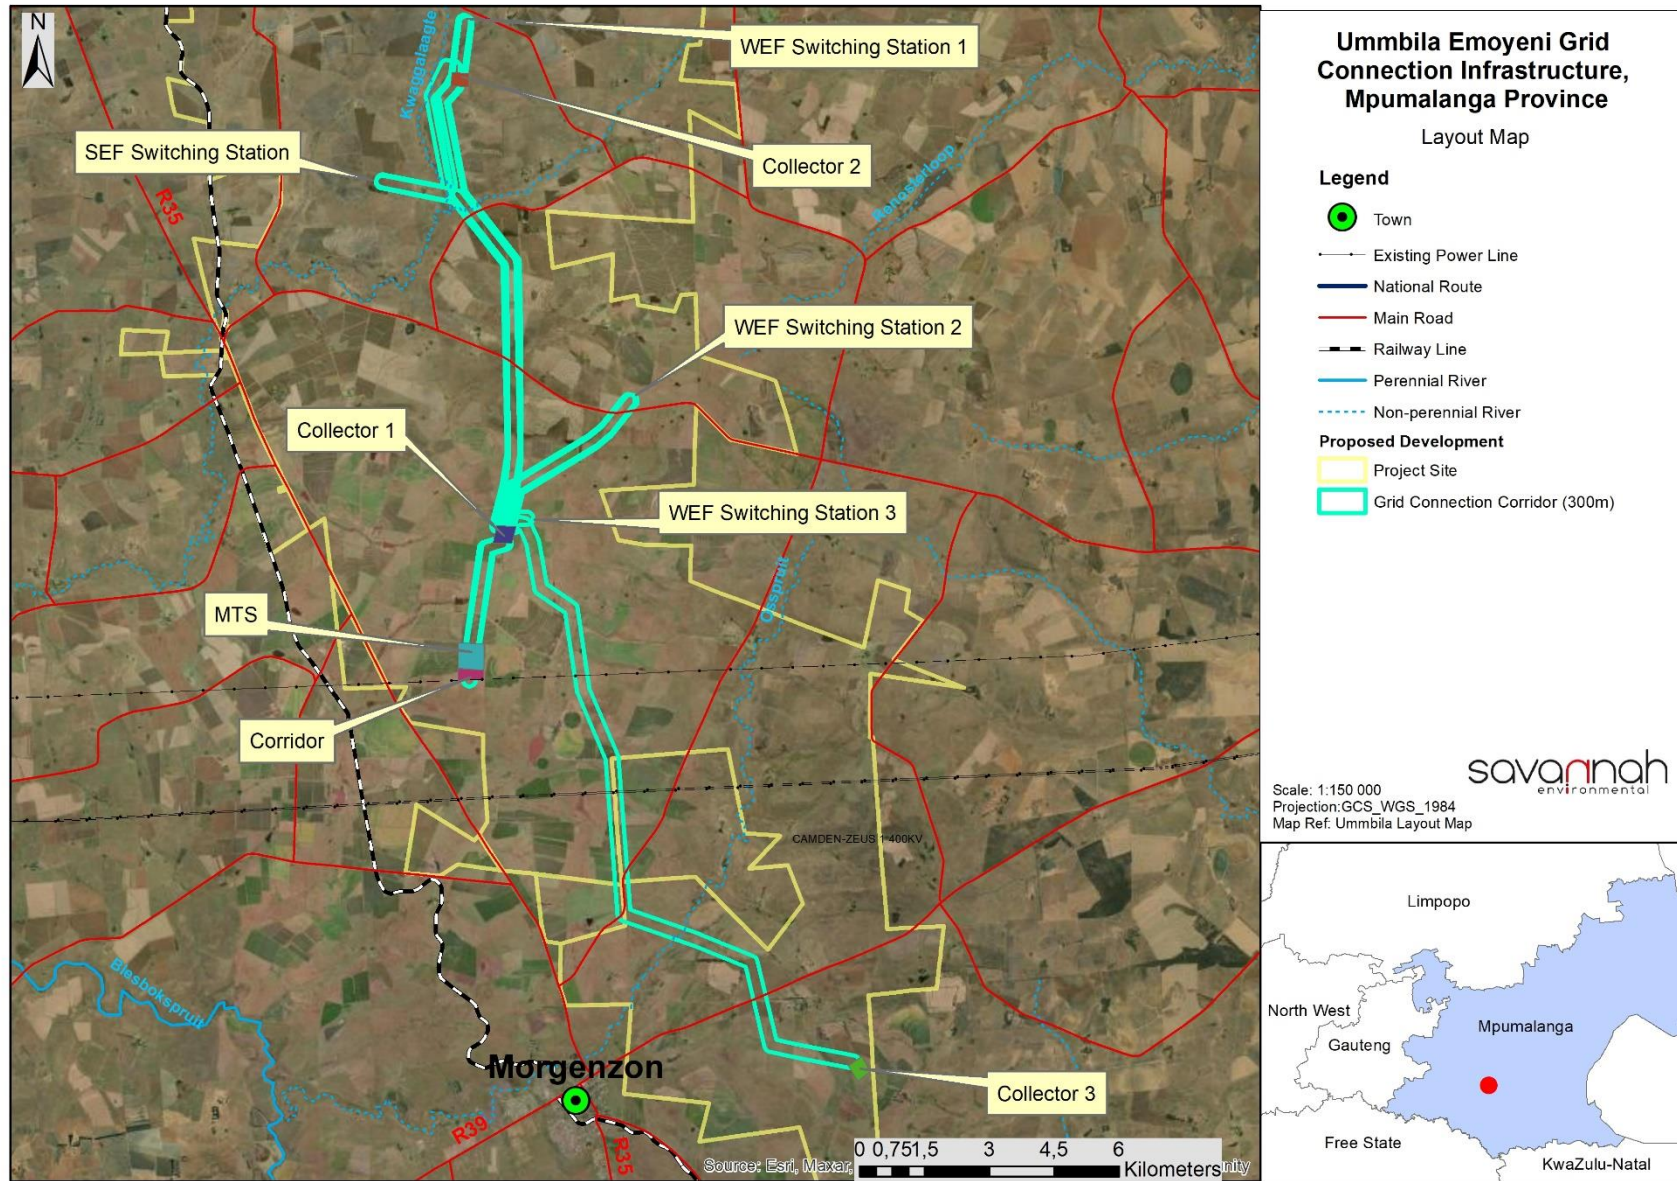 N
WEF Switching Station 1
Kwaggalaagte
SEF Switching Station
Collector 2
R35
Renosterloop
WEF Switching Station 2
Collector 1
WEF Switching Station 3
Osspruit
MTS
Corridor
CAMDEN-ZEUS 1 400KV
Blesbokspruit
Morgenzon
Collector 3
R39
R35
0 0,75 1,5 3 4,5 6
Kilometers
Source: Esri, Maxar,
Ummbila Emoyeni Grid
Connection Infrastructure,
Mpumalanga Province
Layout Map
Legend
Town
Existing Power Line
National Route
Main Road
Railway Line
Perennial River
Non-perennial River
Proposed Development
Project Site
Grid Connection Corridor (300m)
savannah
environmental
Scale: 1:150 000
Projection:GCS_WGS_1984
Map Ref: Ummbila Layout Map
Limpopo
North West
Mpumalanga
Gauteng
Free State
KwaZulu-Natal